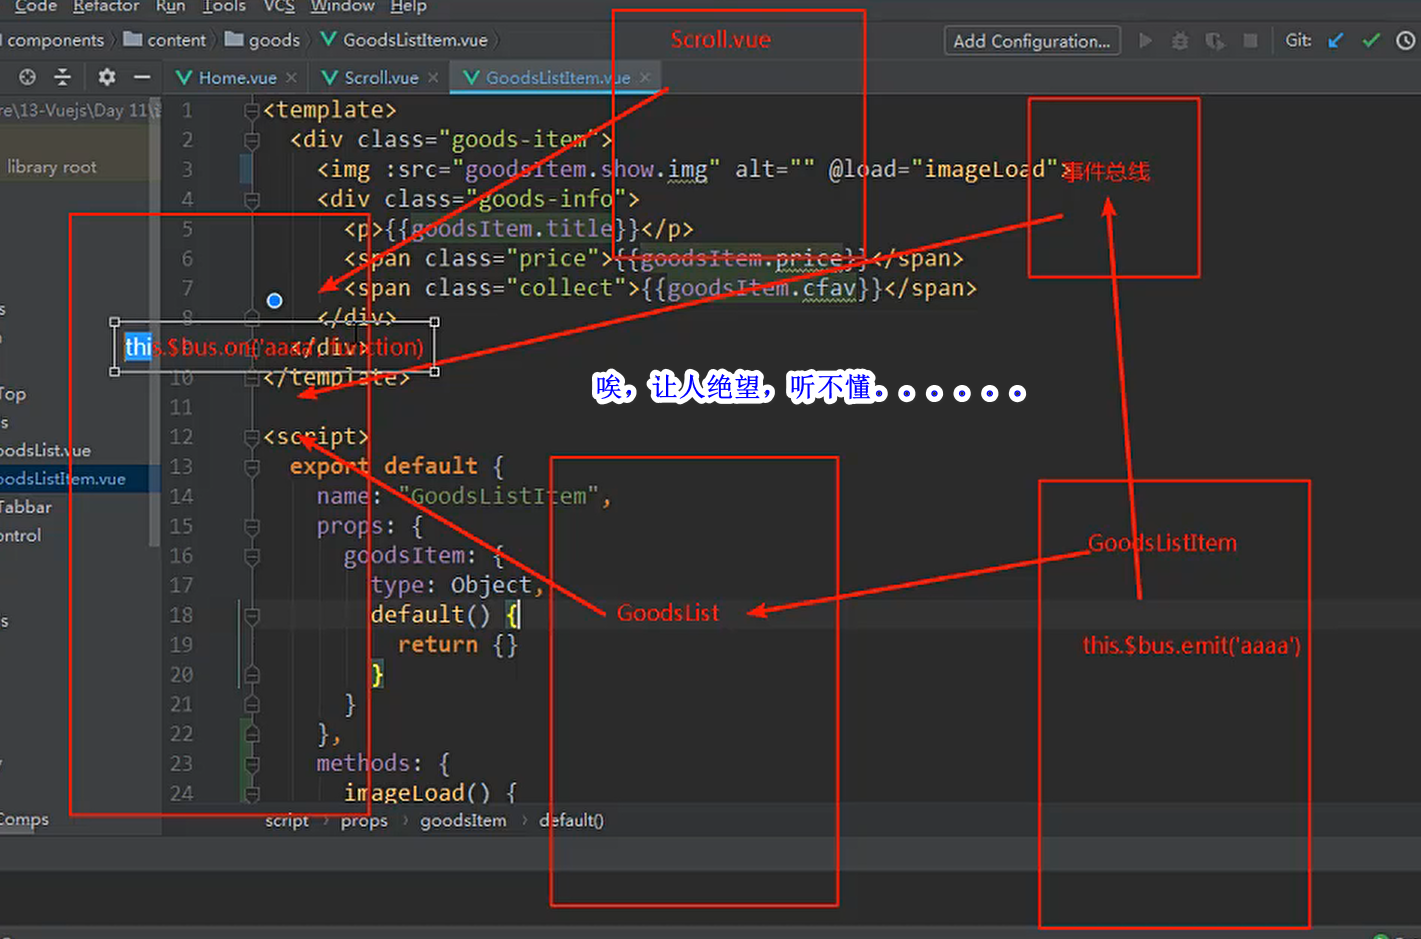 Code Refactor Run Tools VCS Window Help
components content goods GoodsListItem.vue
Add Configuration...
Git:
Scroll.vue
Home.vue
Scroll.vue
GoodsListItem.vue
re\13-Vuejs\Day 11\
library root
Top
s
oodsList.vue
oodsListItem.vue
Tabbar
ontrol
s
Comps
1 <template>
2 <div class="goods-item">
3 <img :src="goodsItem.show.img" alt="" @load="imageLoad">
4 <div class="goods-info">
5 <p>{{goodsItem.title}}</p>
6 <span class="price">{{goodsItem.price}}</span>
7 <span class="collect">{{goodsItem.cfav}}</span>
8 </div>
</div>
10 </template>
11
12 <script>
13 export default {
14 name: "GoodsListItem",
15 props: {
16 goodsItem: {
17 type: Object,
18 default() {
19 return {}
20 }
21 }
22 },
23 methods: {
24 imageLoad() {
事件总线
this.$bus.on('aaaa', function)
唉，让人绝望，听不懂．．．．．．
GoodsListItem
GoodsList
this.$bus.emit('aaaa')
script props goodsItem default()